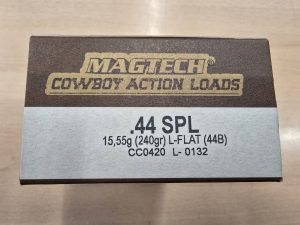 MAGTECH®
COWBOY ACTION LOADS
.44 SPL
15,55g (240gr) L-FLAT (44B)
CC0420 L- 0132